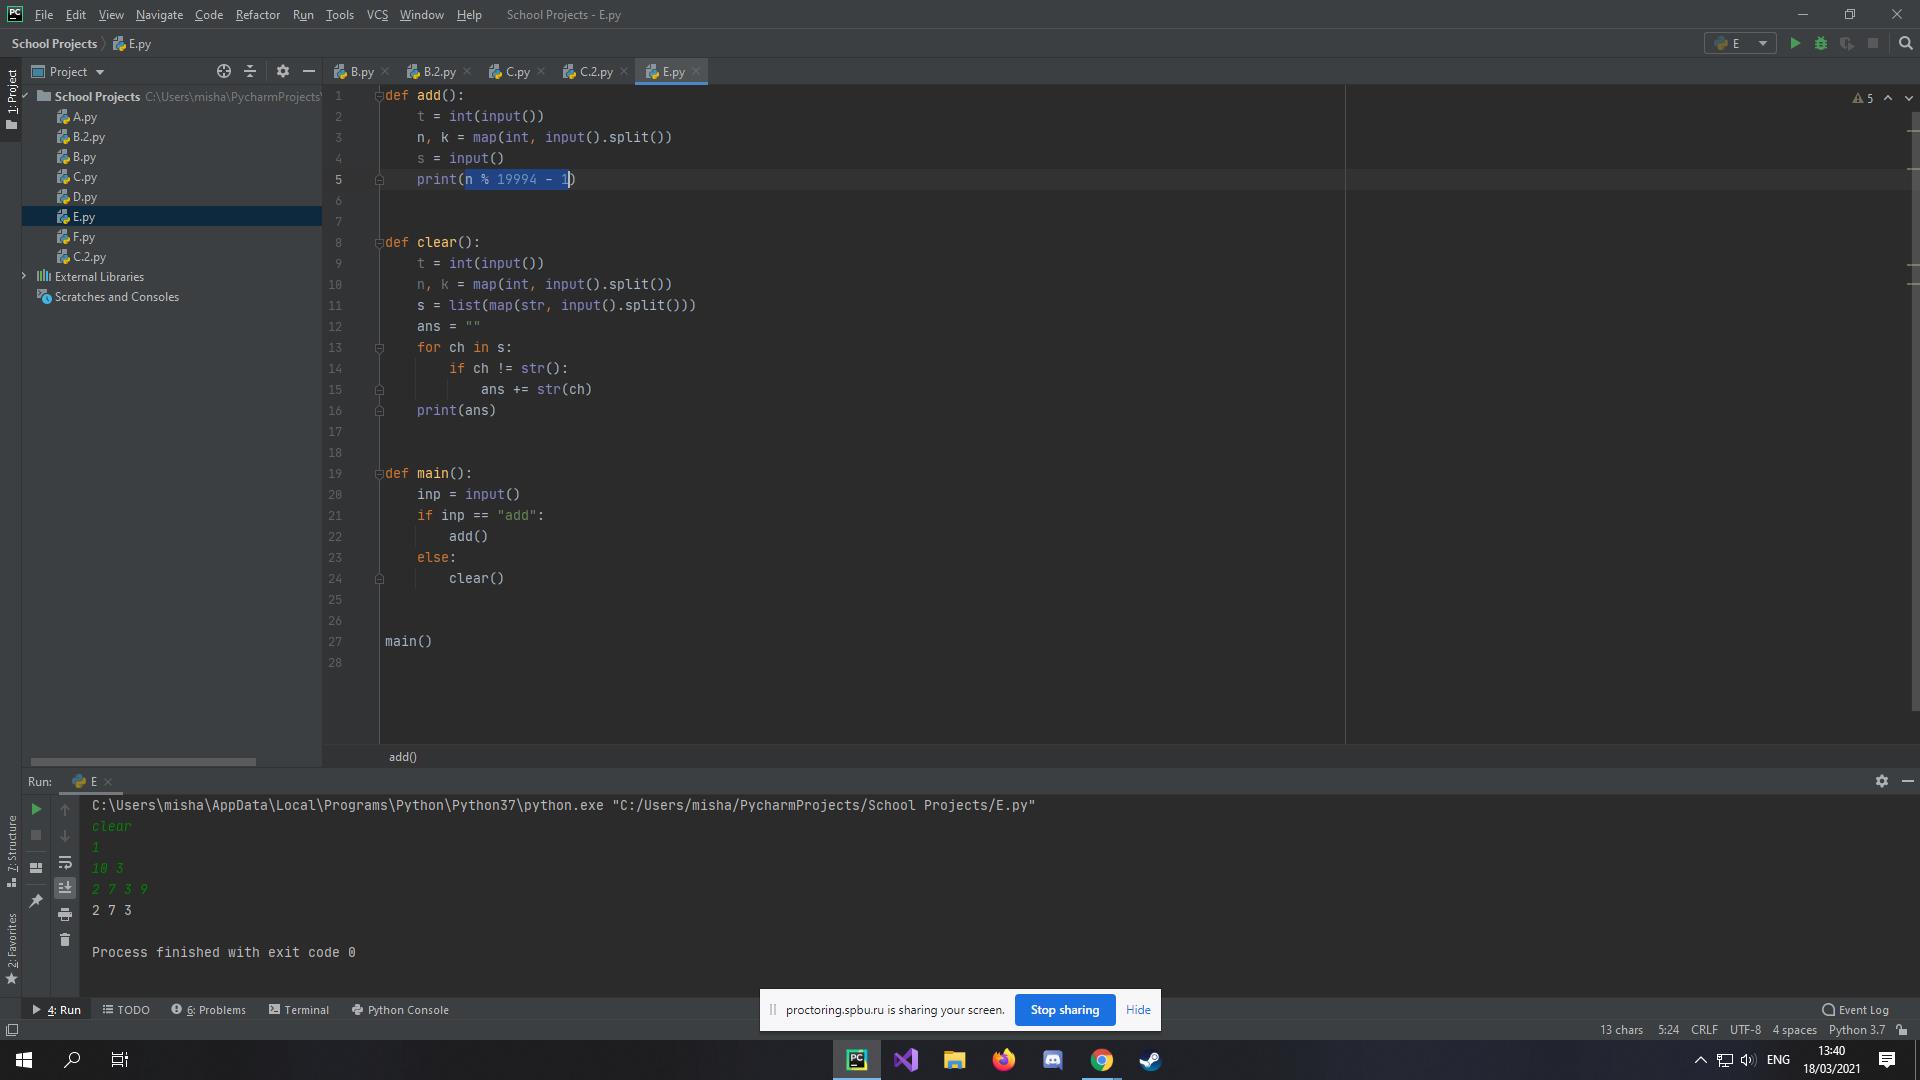 PC File Edit View Navigate Code Refactor Run Tools VCS Window Help School Projects - E.py
School Projects E.py E
1: Project
Project
School Projects C:\Users\misha\PycharmProjects\
A.py
B.2.py
B.py
C.py
D.py
E.py
F.py
C.2.py
External Libraries
Scratches and Consoles
B.py B.2.py C.py C.2.py E.py
5
1 def add():
2 t = int(input())
3 n, k = map(int, input().split())
4 s = input()
5 print(n % 19994 - 1)
6
7
8 def clear():
9 t = int(input())
10 n, k = map(int, input().split())
11 s = list(map(str, input().split()))
12 ans = ""
13 for ch in s:
14 if ch != str():
15 ans += str(ch)
16 print(ans)
17
18
19 def main():
20 inp = input()
21 if inp == "add":
22 add()
23 else:
24 clear()
25
26
27 main()
28
add()
Run: E
C:\Users\misha\AppData\Local\Programs\Python\Python37\python.exe "C:/Users/misha/PycharmProjects/School Projects/E.py"
clear
1
10 3
2 7 3 9
2 7 3
Process finished with exit code 0
7: Structure
2: Favorites
proctoring.spbu.ru is sharing your screen. Stop sharing Hide
4: Run TODO 6: Problems Terminal Python Console Event Log
13 chars 5:24 CRLF UTF-8 4 spaces Python 3.7
PC ENG 13:40
18/03/2021